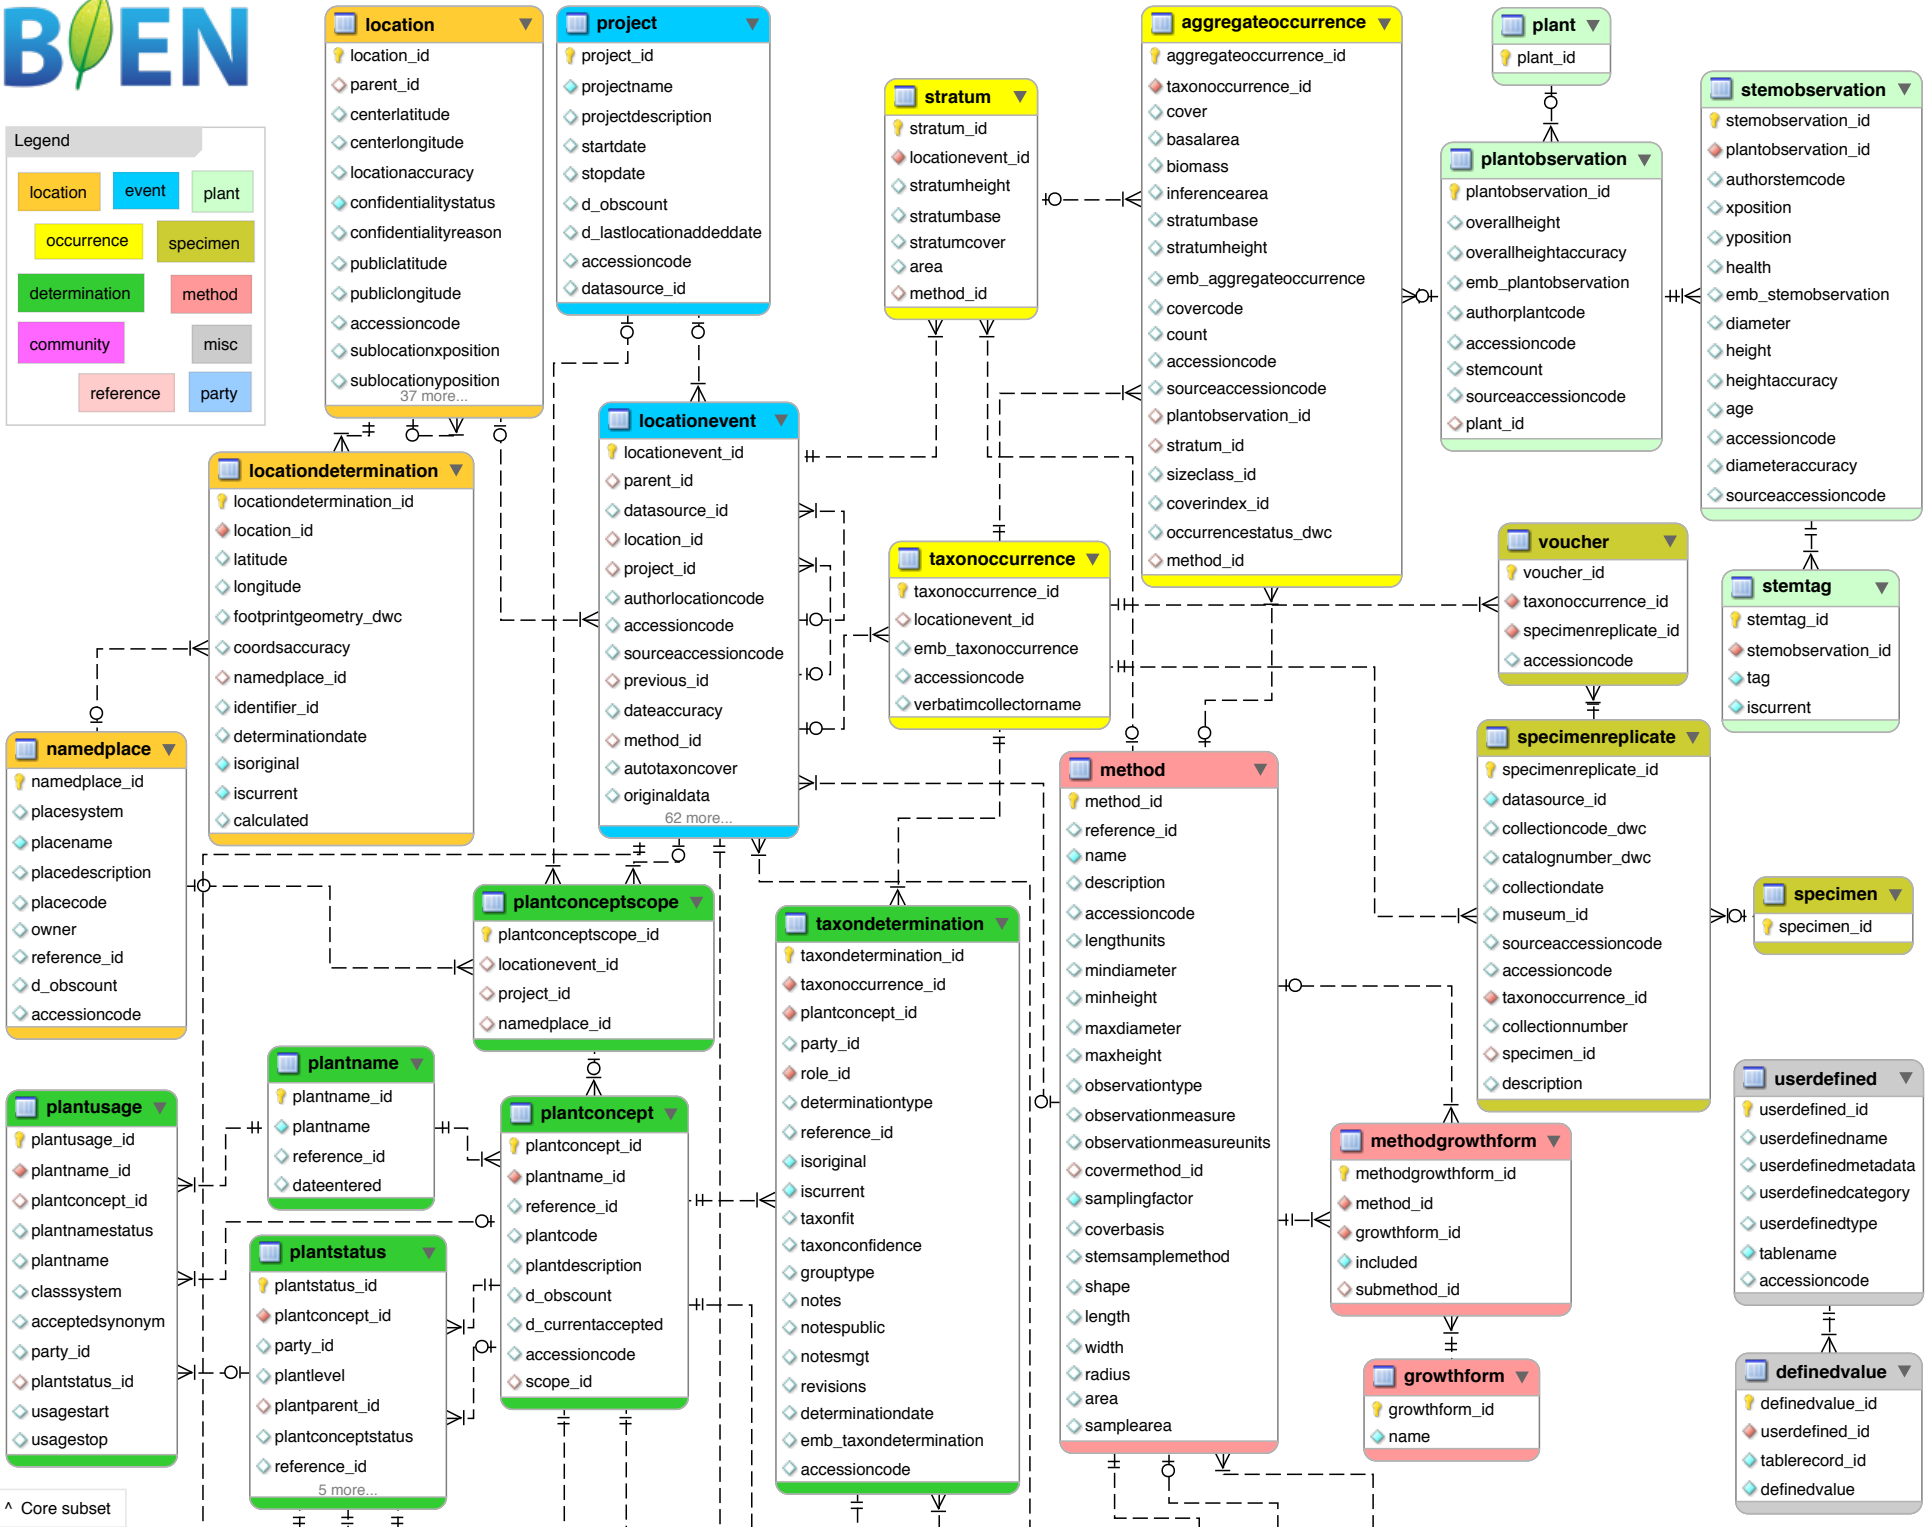 BIEN
Legend
location
event
plant
occurrence
specimen
determination
method
community
misc
reference
party
location
location_id
parent_id
centerlatitude
centerlongitude
locationaccuracy
confidentialitystatus
confidentialityreason
publiclatitude
publiclongitude
accessioncode
sublocationxposition
sublocationyposition
37 more...
project
project_id
projectname
projectdescription
startdate
stopdate
d_obscount
d_lastlocationaddeddate
accessioncode
datasource_id
stratum
stratum_id
locationevent_id
stratumheight
stratumbase
stratumcover
area
method_id
aggregateoccurrence
aggregateoccurrence_id
taxonoccurrence_id
cover
basalarea
biomass
inferencearea
stratumbase
stratumheight
emb_aggregateoccurrence
covercode
count
accessioncode
sourceaccessioncode
plantobservation_id
stratum_id
sizeclass_id
coverindex_id
occurrencestatus_dwc
method_id
plant
plant_id
plantobservation
plantobservation_id
overallheight
overallheightaccuracy
emb_plantobservation
authorplantcode
accessioncode
stemcount
sourceaccessioncode
plant_id
stemobservation
stemobservation_id
plantobservation_id
authorstemcode
xposition
yposition
health
emb_stemobservation
diameter
height
heightaccuracy
age
accessioncode
diameteraccuracy
sourceaccessioncode
locationdetermination
locationdetermination_id
location_id
latitude
longitude
footprintgeometry_dwc
coordsaccuracy
namedplace_id
identifier_id
determinationdate
isoriginal
iscurrent
calculated
locationevent
locationevent_id
parent_id
datasource_id
location_id
project_id
authorlocationcode
accessioncode
sourceaccessioncode
previous_id
dateaccuracy
method_id
autotaxoncover
originaldata
62 more...
taxonoccurrence
taxonoccurrence_id
locationevent_id
emb_taxonoccurrence
accessioncode
verbatimcollectorname
voucher
voucher_id
taxonoccurrence_id
specimenreplicate_id
accessioncode
stemtag
stemtag_id
stemobservation_id
tag
iscurrent
namedplace
namedplace_id
placesystem
placename
placedescription
placecode
owner
reference_id
d_obscount
accessioncode
plantconceptscope
plantconceptscope_id
locationevent_id
project_id
namedplace_id
taxondetermination
taxondetermination_id
taxonoccurrence_id
plantconcept_id
party_id
role_id
determinationtype
reference_id
isoriginal
iscurrent
taxonfit
taxonconfidence
grouptype
notes
notespublic
notesmgt
revisions
determinationdate
emb_taxondetermination
accessioncode
method
method_id
reference_id
name
description
accessioncode
lengthunits
mindiameter
minheight
maxdiameter
maxheight
observationtype
observationmeasure
observationmeasureunits
covermethod_id
samplingfactor
coverbasis
stemsamplemethod
shape
length
width
radius
area
samplearea
specimenreplicate
specimenreplicate_id
datasource_id
collectioncode_dwc
catalognumber_dwc
collectiondate
museum_id
sourceaccessioncode
accessioncode
taxonoccurrence_id
collectionnumber
specimen_id
description
specimen
specimen_id
plantusage
plantusage_id
plantname_id
plantconcept_id
plantnamestatus
plantname
classsystem
acceptedsynonym
party_id
plantstatus_id
usagestart
usagestop
plantname
plantname_id
plantname
reference_id
dateentered
plantstatus
plantstatus_id
plantconcept_id
party_id
plantlevel
plantparent_id
plantconceptstatus
reference_id
5 more...
plantconcept
plantconcept_id
plantname_id
reference_id
plantcode
plantdescription
d_obscount
d_currentaccepted
accessioncode
scope_id
methodgrowthform
methodgrowthform_id
method_id
growthform_id
included
submethod_id
growthform
growthform_id
name
userdefined
userdefined_id
userdefinedname
userdefinedmetadata
userdefinedcategory
userdefinedtype
tablename
accessioncode
definedvalue
definedvalue_id
userdefined_id
tablerecord_id
definedvalue
^ Core subset